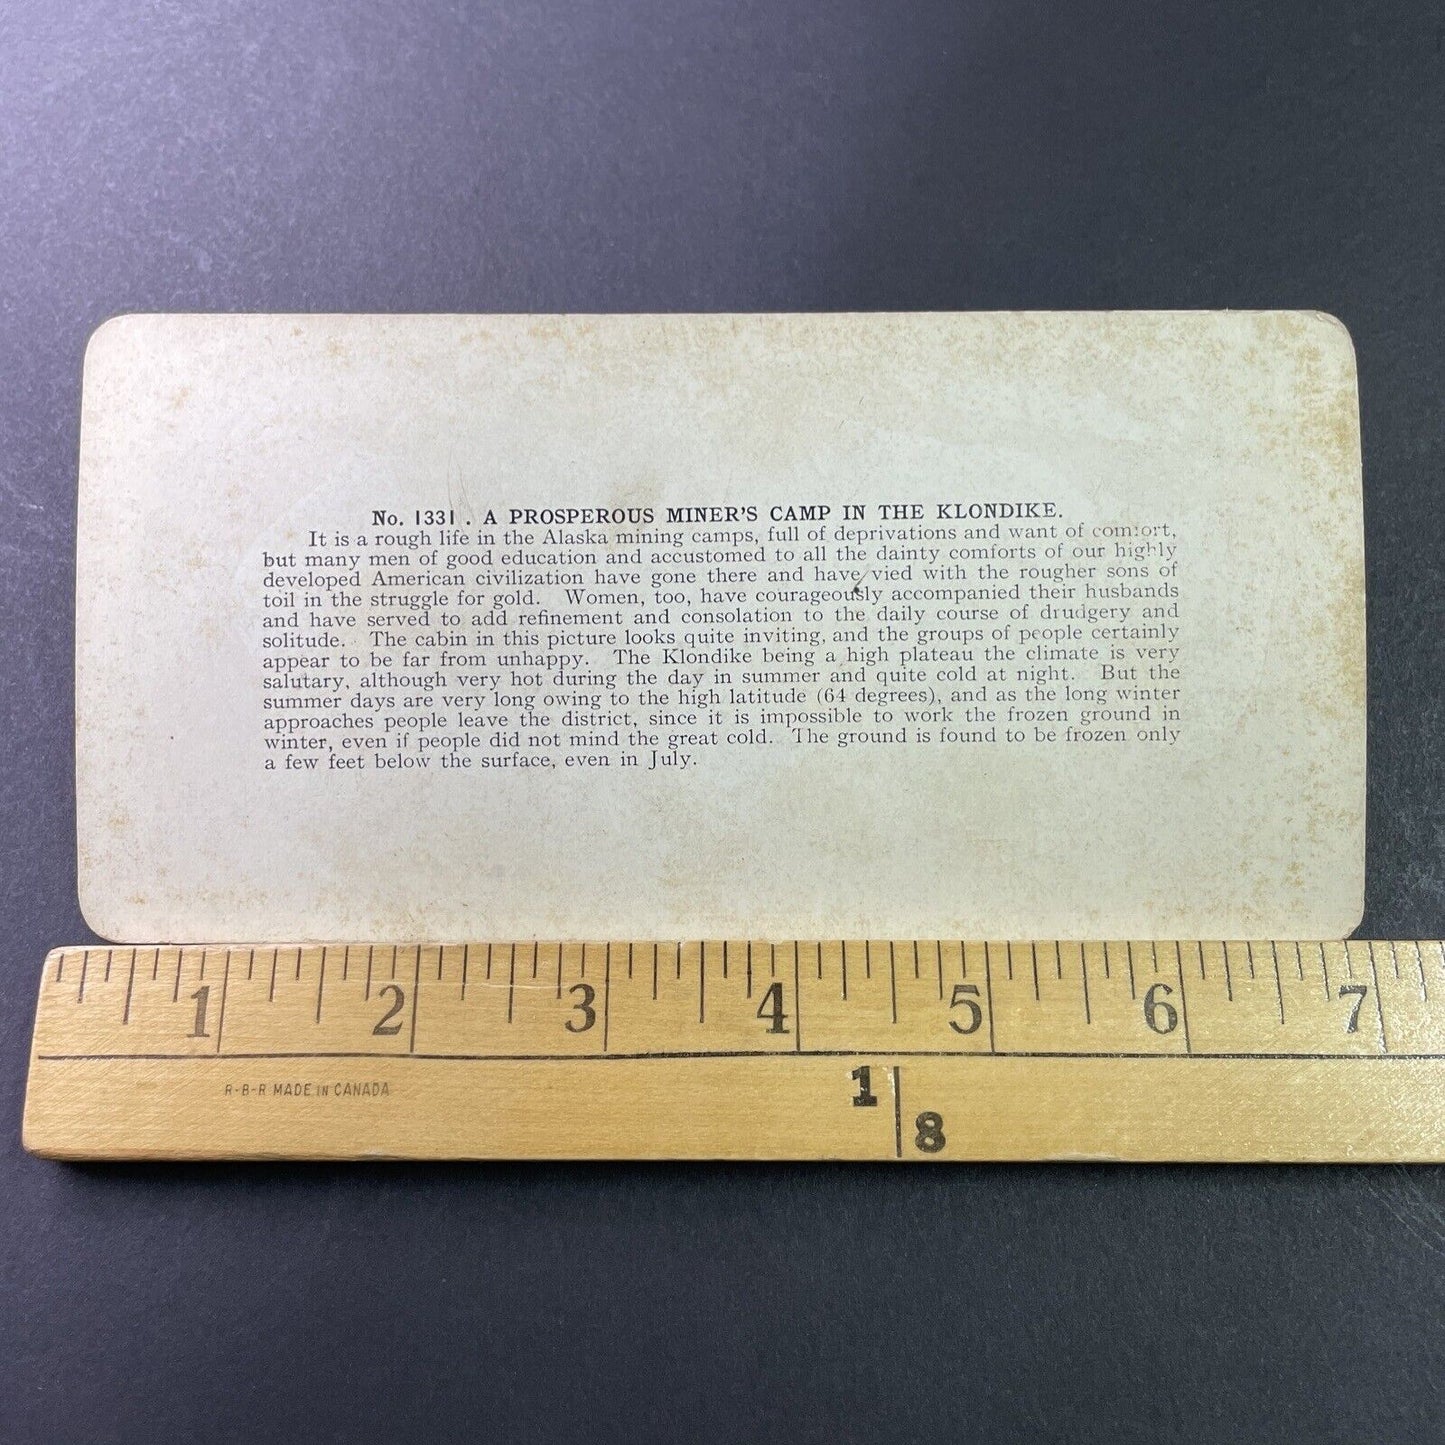 No. 1331 . A PROSPEROUS MINER'S CAMP IN THE KLONDIKE.
It is a rough life in the Alaska mining camps, full of deprivations and want of comfort,
but many men of good education and accustomed to all the dainty comforts of our highly
developed American civilization have gone there and have vied with the rougher sons of
toil in the struggle for gold. Women, too, have courageously accompanied their husbands
and have served to add refinement and consolation to the daily course of drudgery and
solitude. The cabin in this picture looks quite inviting, and the groups of people certainly
appear to be far from unhappy. The Klondike being a high plateau the climate is very
salutary, although very hot during the day in summer and quite cold at night. But the
summer days are very long owing to the high latitude (64 degrees), and as the long winter
approaches people leave the district, since it is impossible to work the frozen ground in
winter, even if people did not mind the great cold. The ground is found to be frozen only
a few feet below the surface, even in July.
1 2 3 4 5 6 7
R-B-R MADE IN CANADA
1
8